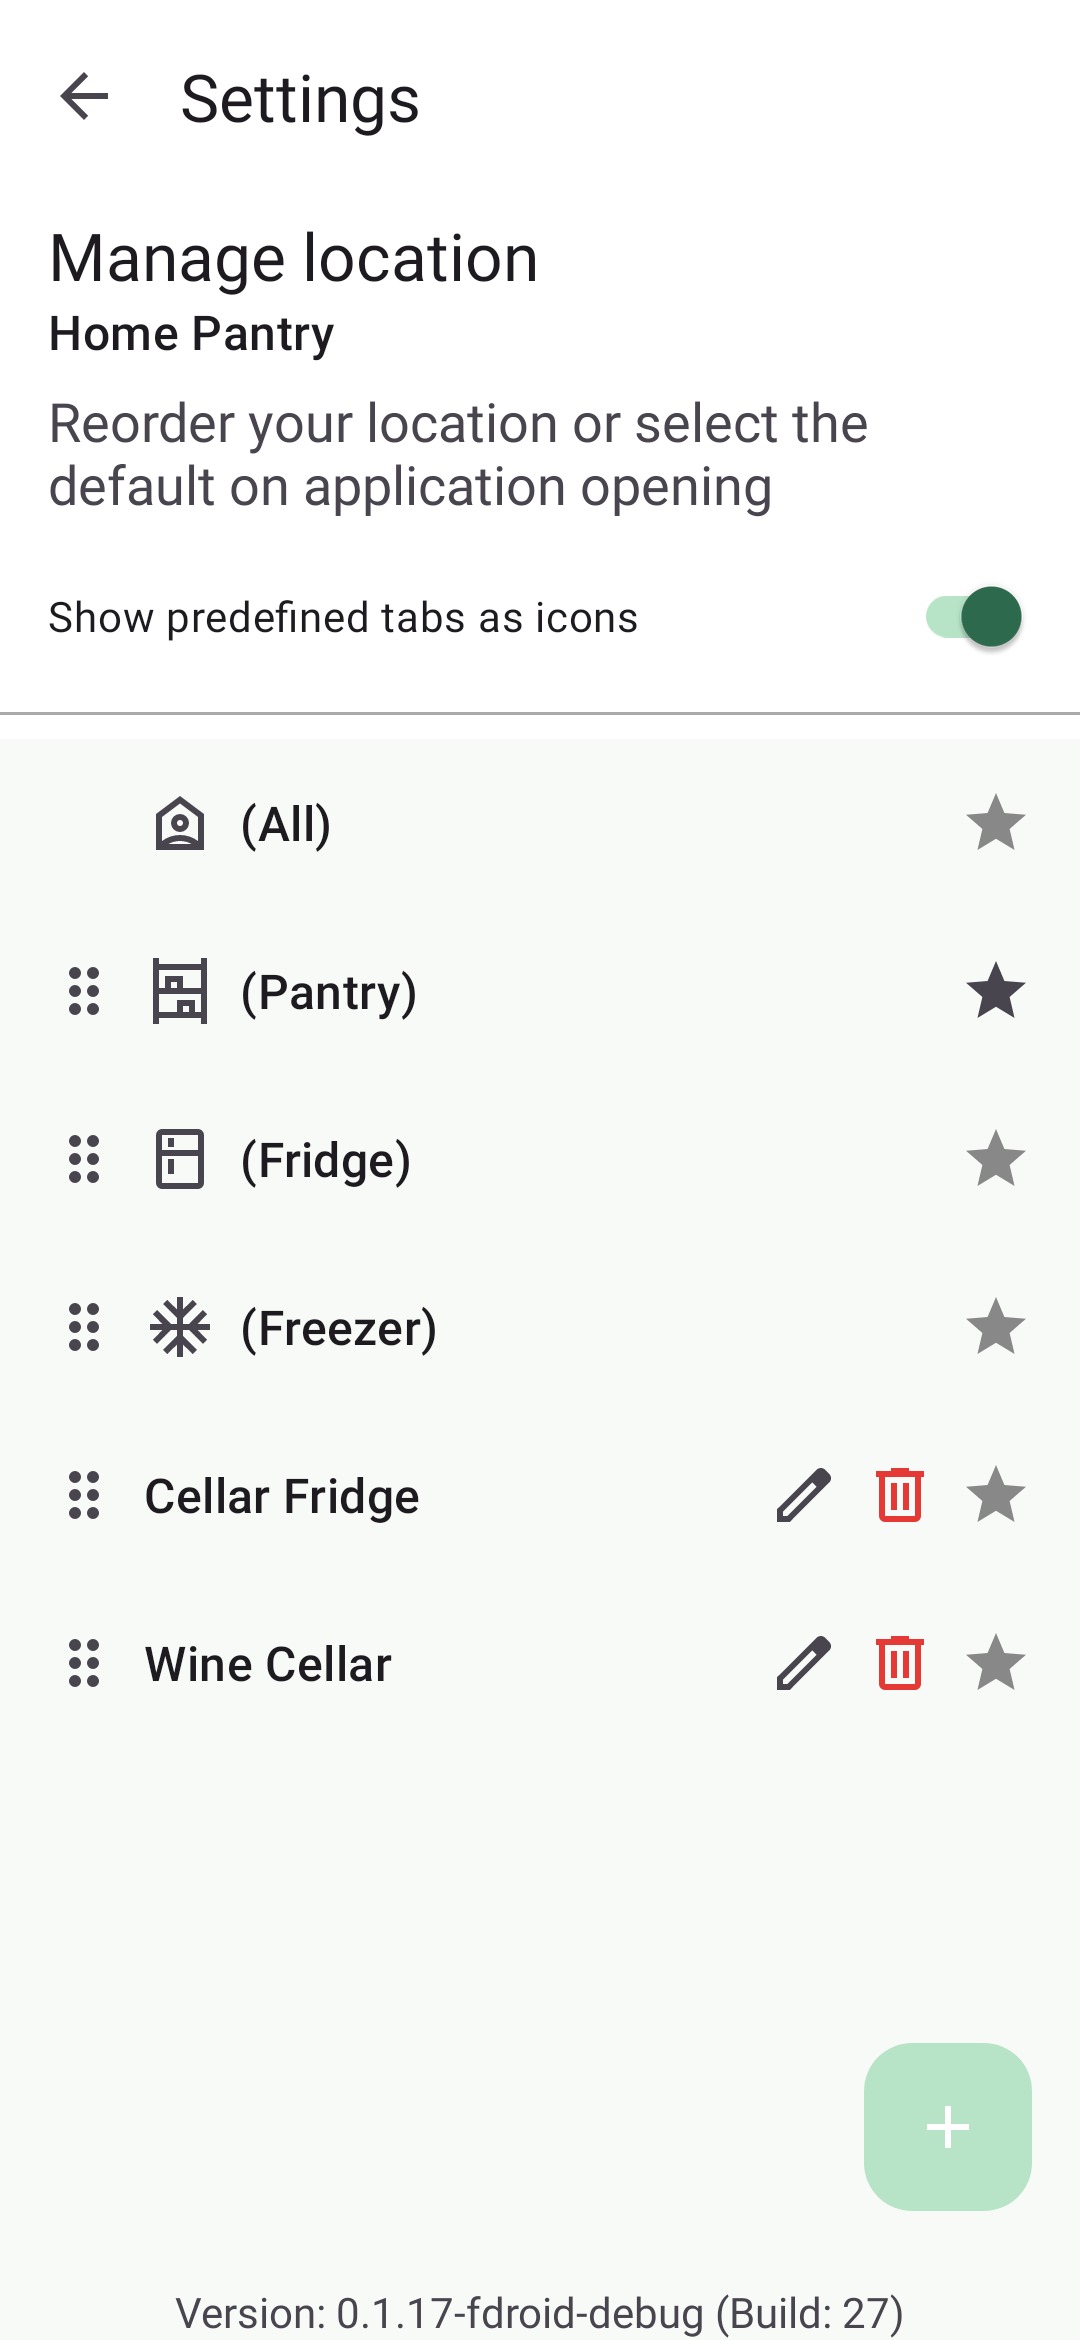 Settings
Manage location
Home Pantry
Reorder your location or select the
default on application opening
Show predefined tabs as icons
(All)
(Pantry)
(Fridge)
(Freezer)
Cellar Fridge
Wine Cellar
Version: 0.1.17-fdroid-debug (Build: 27)